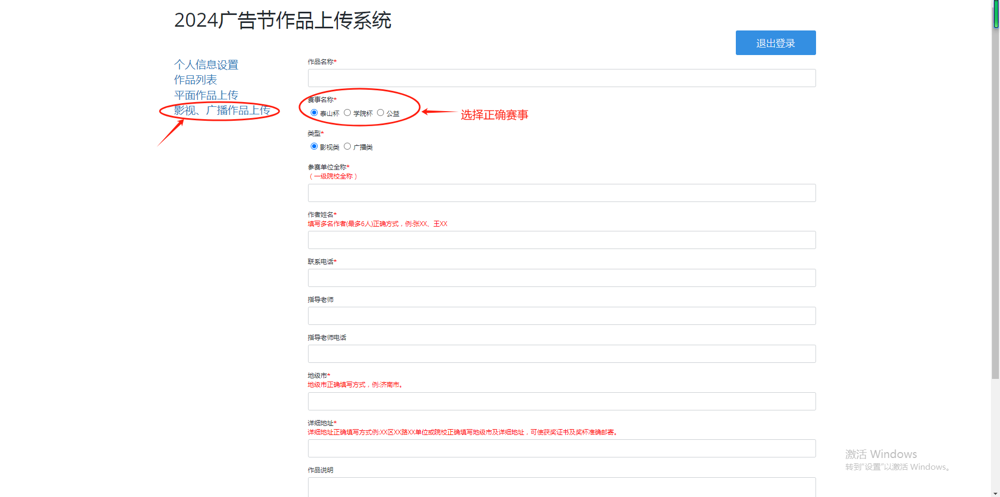 2024广告节作品上传系统
退出登录
个人信息设置
作品列表
平面作品上传
影视、广播作品上传
作品名称*
赛事名称*
泰山杯 学院杯 公益
选择正确赛事
类型*
影视类 广播类
参赛单位全称*
（一级院校全称）
作者姓名*
填写多名作者(最多6人)正确方式，例:张XX、王XX
联系电话*
指导老师
指导老师电话
地级市*
地级市正确填写方式，例:济南市。
详细地址*
详细地址正确填写方式例:XX区XX路XX单位或院校正确填写地级市及详细地址，可使获奖证书及奖杯准确邮寄。
作品说明
激活 Windows
转到“设置”以激活 Windows。